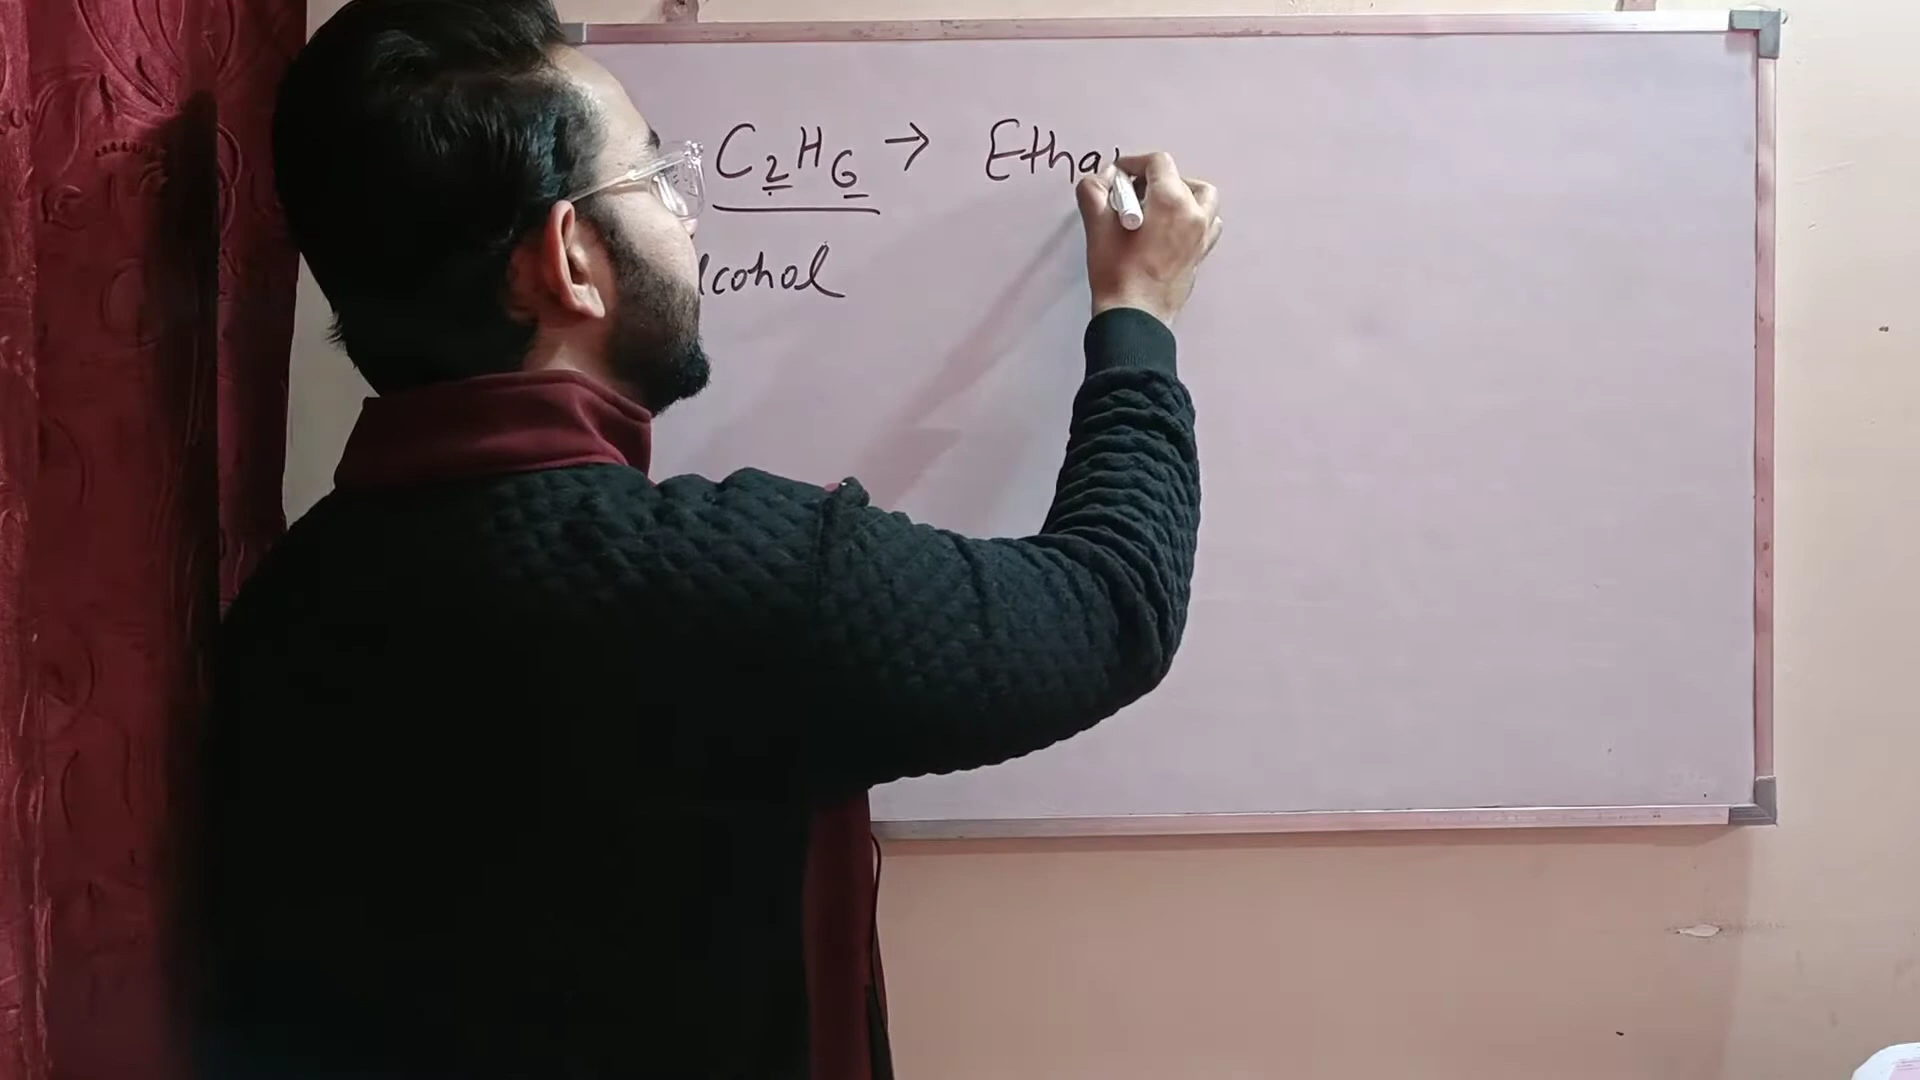 C₂H₆ → Etha
lcohol